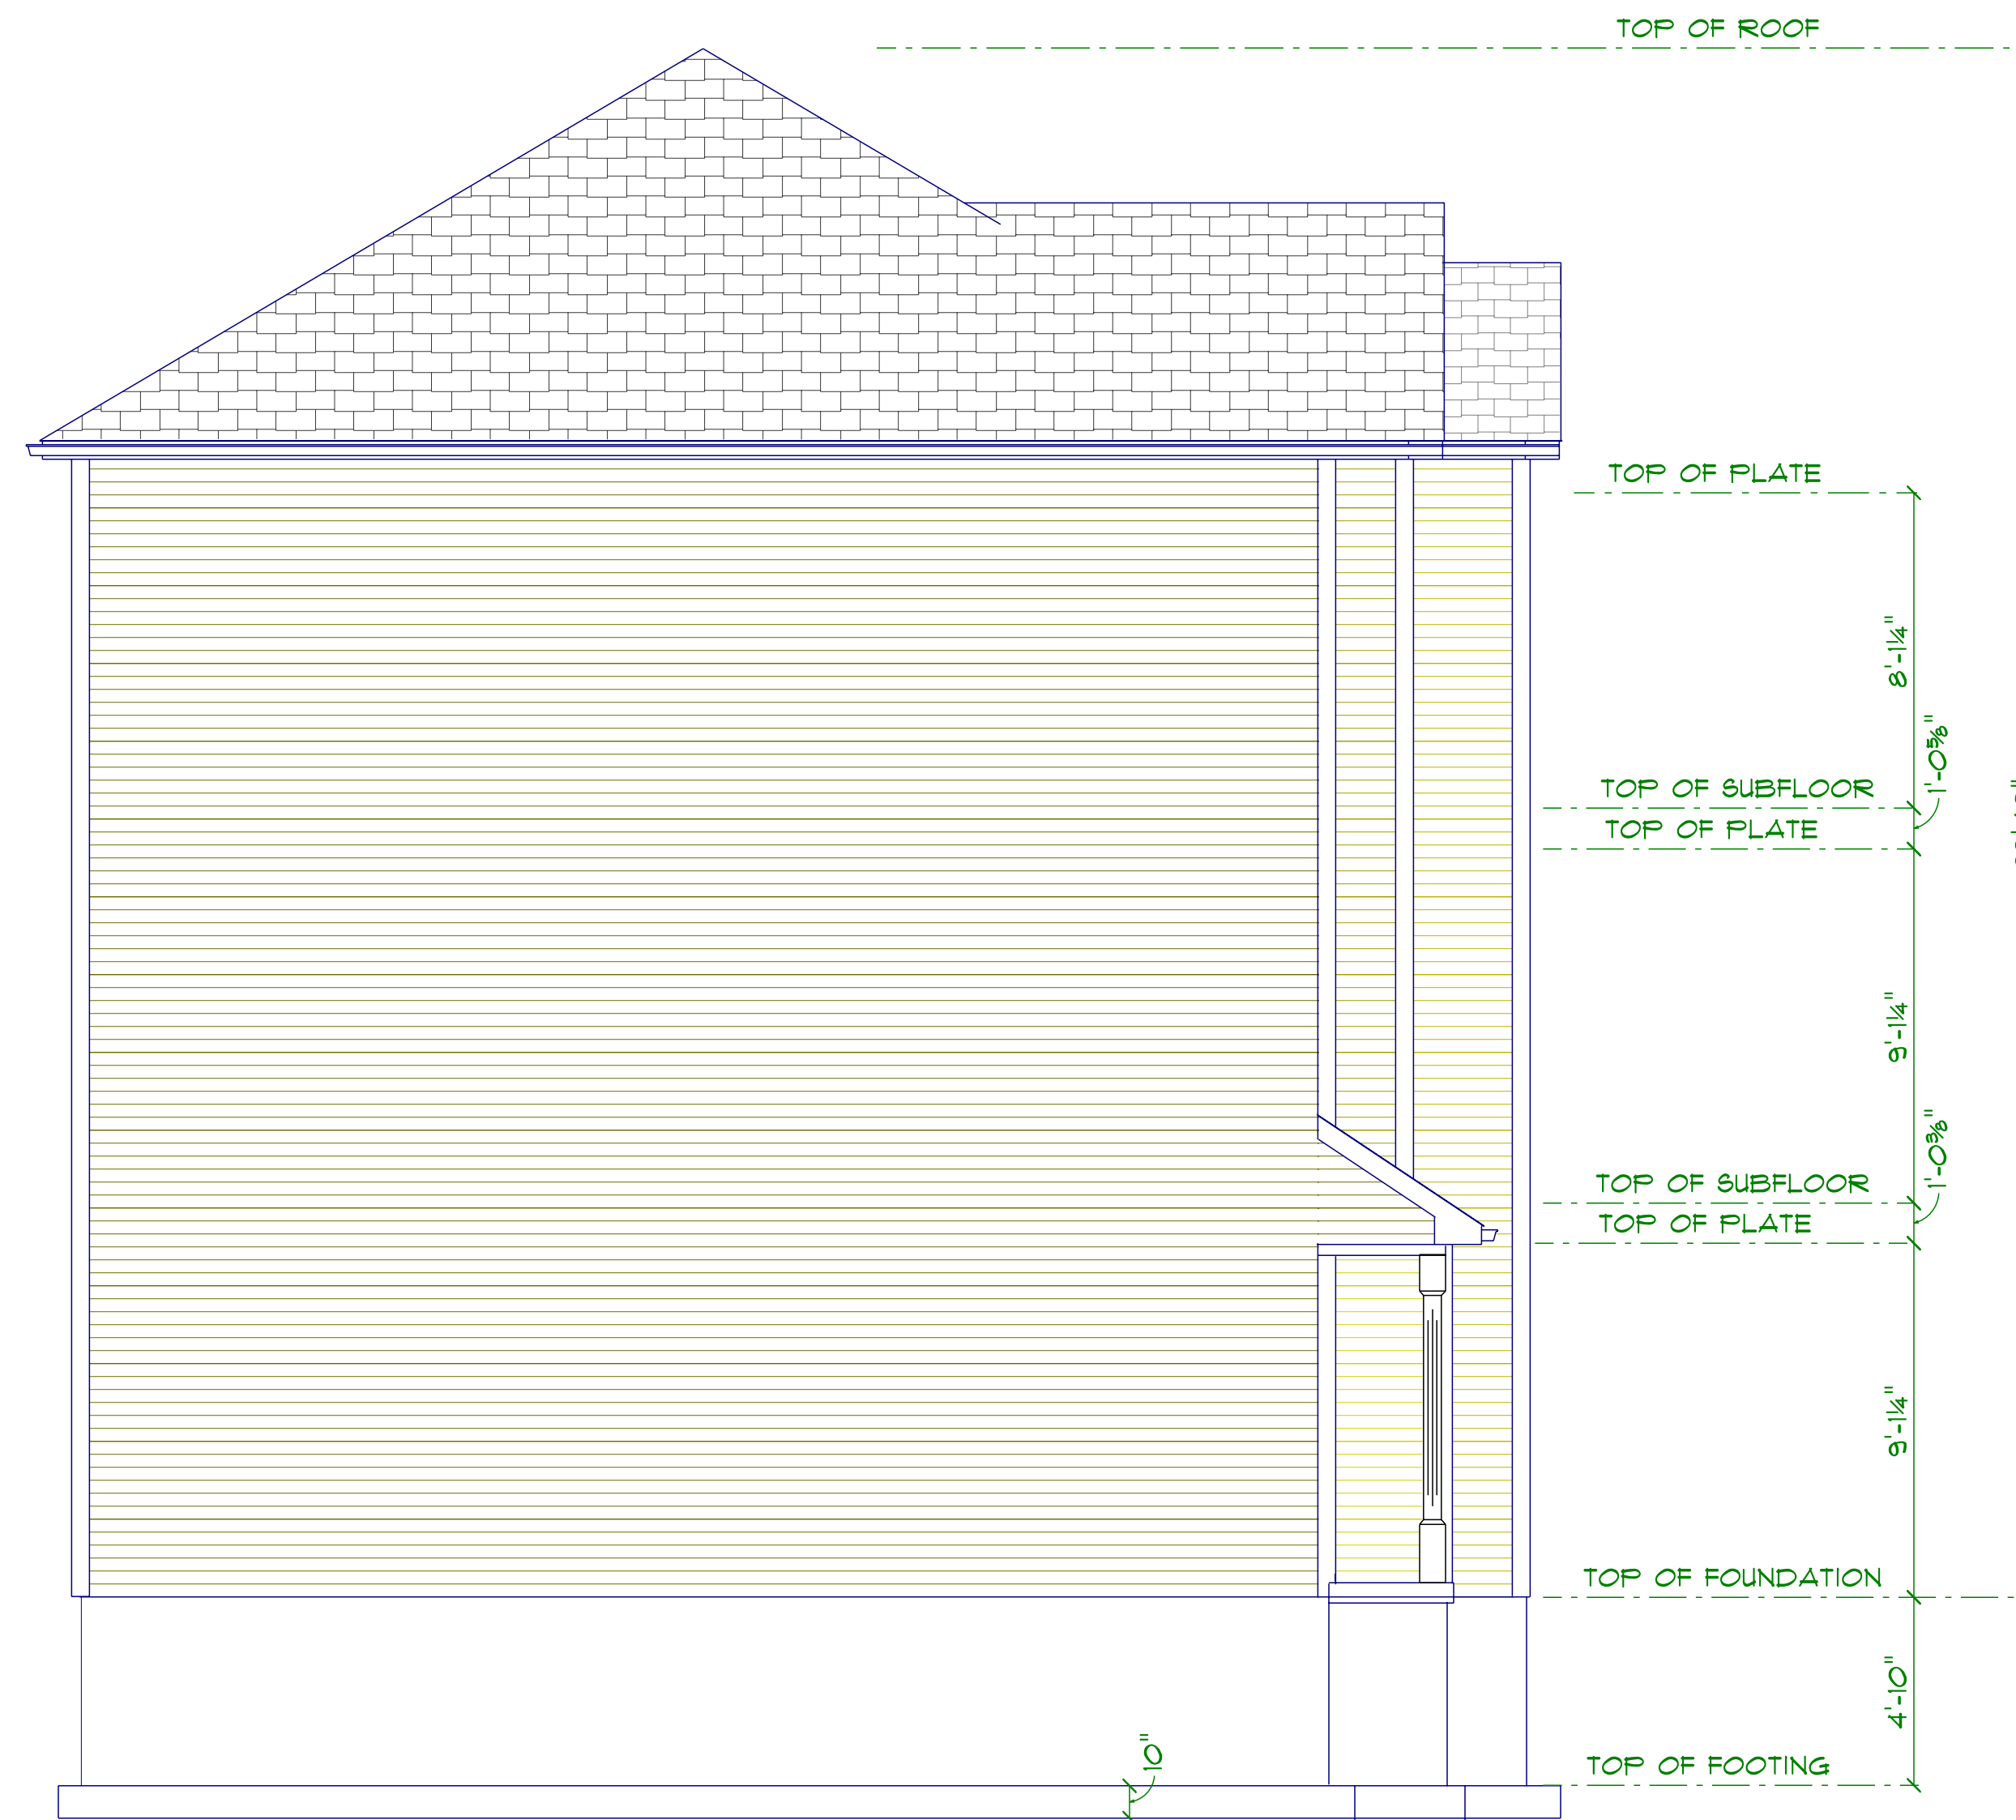 TOP OF ROOF
TOP OF PLATE
8'-1¼"
1'-0⅝"
TOP OF SUBFLOOR
TOP OF PLATE
9'-1¼"
1'-0⅜"
TOP OF SUBFLOOR
TOP OF PLATE
9'-1¼"
TOP OF FOUNDATION
4'-10"
10"
TOP OF FOOTING